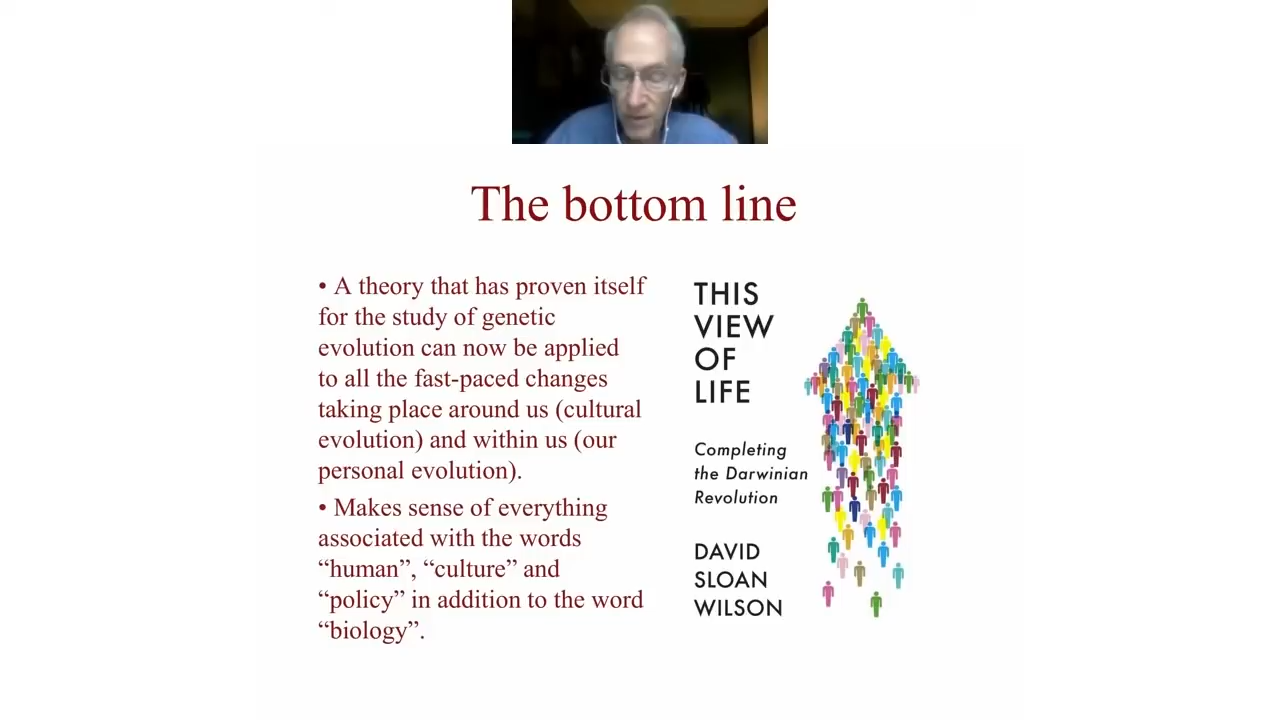 The bottom line
• A theory that has proven itself
for the study of genetic
evolution can now be applied
to all the fast-paced changes
taking place around us (cultural
evolution) and within us (our
personal evolution).
• Makes sense of everything
associated with the words
“human”, “culture” and
“policy” in addition to the word
“biology”.
THIS
VIEW
OF
LIFE
Completing
the Darwinian
Revolution
DAVID
SLOAN
WILSON